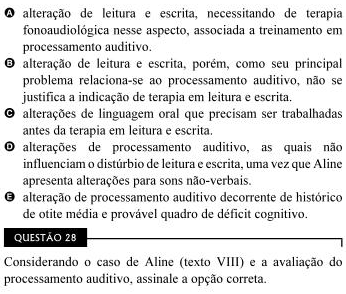 A alteração de leitura e escrita, necessitando de terapia
fonoaudiológica nesse aspecto, associada a treinamento em
processamento auditivo.
B alteração de leitura e escrita, porém, como seu principal
problema relaciona-se ao processamento auditivo, não se
justifica a indicação de terapia em leitura e escrita.
C alterações de linguagem oral que precisam ser trabalhadas
antes da terapia em leitura e escrita.
D alterações de processamento auditivo, as quais não
influenciam o distúrbio de leitura e escrita, uma vez que Aline
apresenta alterações para sons não-verbais.
E alteração de processamento auditivo decorrente de histórico
de otite média e provável quadro de déficit cognitivo.
QUESTÃO 28
Considerando o caso de Aline (texto VIII) e a avaliação do
processamento auditivo, assinale a opção correta.